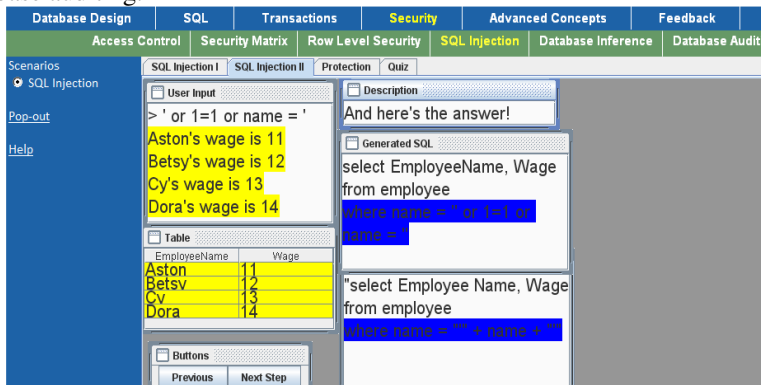 Database Design SQL Transactions Security Advanced Concepts Feedback
Access Control Security Matrix Row Level Security SQL Injection Database Inference Database Audit
Scenarios
SQL Injection
Pop-out
Help
SQL Injection I SQL Injection II Protection Quiz
User Input
> ' or 1=1 or name = '
Aston's wage is 11
Betsy's wage is 12
Cy's wage is 13
Dora's wage is 14
Table
EmployeeName Wage
Aston 11
Betsy 12
Cy 13
Dora 14
Buttons
Previous Next Step
Description
And here's the answer!
Generated SQL
select EmployeeName, Wage
from employee
where name = '' or 1=1 or
name = ''
"select Employee Name, Wage
from employee
where name = '" + name + "'"